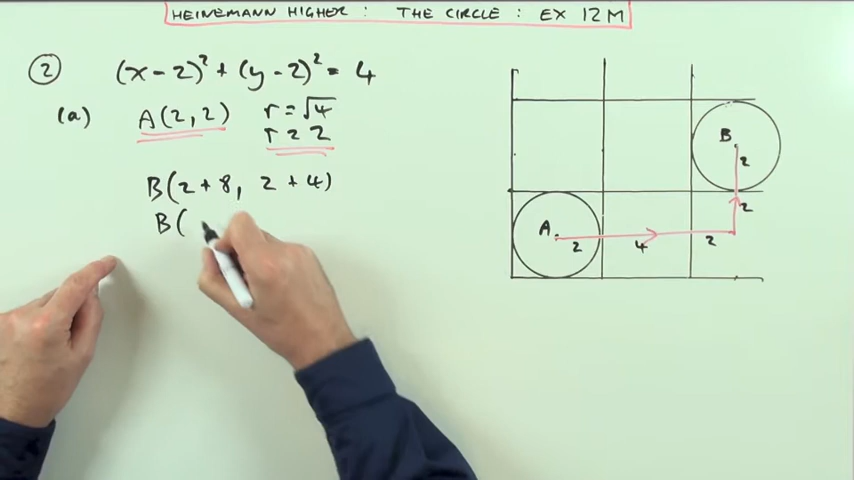 HEINEMANN HIGHER : THE CIRCLE : EX 12M
② (x-2)² + (y-2)² = 4
(a) A(2,2) r = √4
r = 2
B(2+8, 2+4)
B(
B
2
2
A
2
4
2